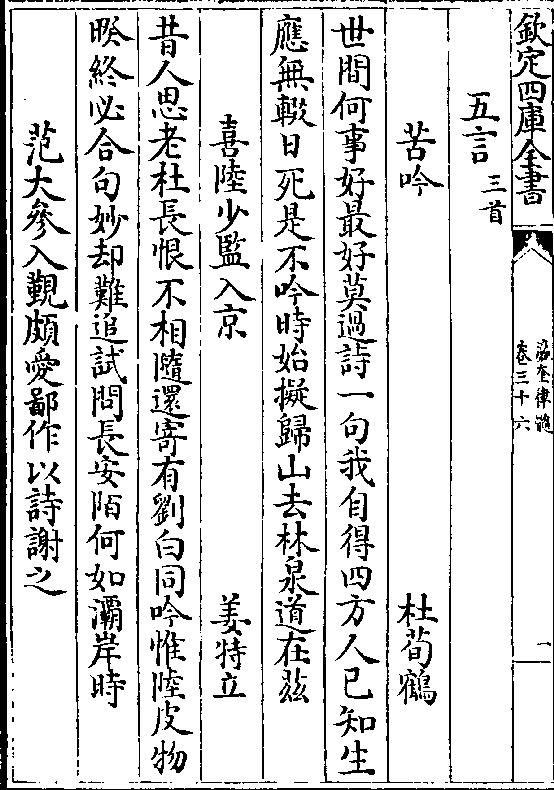 欽定四庫全書
瀛奎律髓
卷三十六
一
五言三首
苦吟 杜荀鶴
世間何事好最好莫過詩一句我自得四方人已知生
應無輟日死是不吟時始擬歸山去林泉道在茲
喜陸少監入京 姜特立
昔人思老杜長恨不相隨還寄有劉白同吟惟陸皮物
暌終必合句妙却難追試問長安陌何如灞岸時
范大參入覲頗愛鄙作以詩謝之